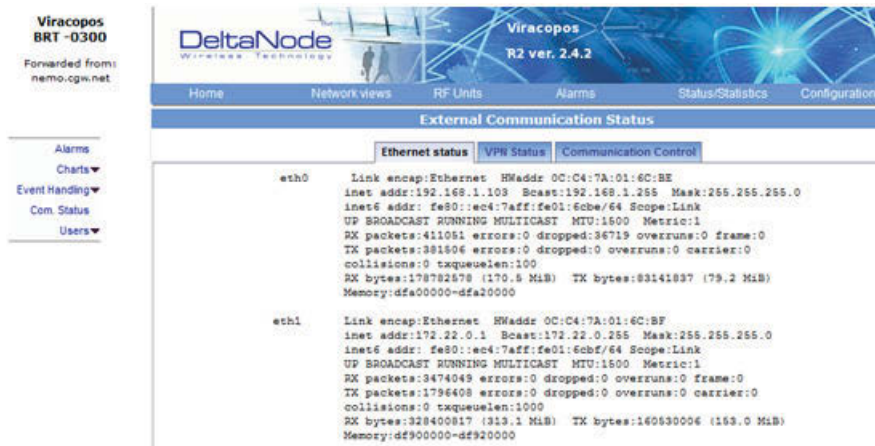 Viracopos
BRT -0300
Forwarded from:
nemo.cgw.net
DeltaNode
Wireless Technology
Viracopos
R2 ver. 2.4.2
Home Network views RF Units Alarms Status/Statistics Configuration
External Communication Status
Alarms
Charts
Event Handling
Com. Status
Users
Ethernet status VPN Status Communication Control
eth0 Link encap:Ethernet HWaddr 0C:C4:7A:01:6C:BE
inet addr:192.168.1.103 Bcast:192.168.1.255 Mask:255.255.255.0
inet6 addr: fe80::ec4:7aff:fe01:6cbe/64 Scope:Link
UP BROADCAST RUNNING MULTICAST MTU:1500 Metric:1
RX packets:411051 errors:0 dropped:36719 overruns:0 frame:0
TX packets:381506 errors:0 dropped:0 overruns:0 carrier:0
collisions:0 txqueuelen:100
RX bytes:178782578 (170.5 MiB) TX bytes:83141837 (79.2 MiB)
Memory:dfa00000-dfa20000
eth1 Link encap:Ethernet HWaddr 0C:C4:7A:01:6C:BF
inet addr:172.22.0.1 Bcast:172.22.0.255 Mask:255.255.255.0
inet6 addr: fe80::ec4:7aff:fe01:6cbf/64 Scope:Link
UP BROADCAST RUNNING MULTICAST MTU:1500 Metric:1
RX packets:3474049 errors:0 dropped:0 overruns:0 frame:0
TX packets:1796408 errors:0 dropped:0 overruns:0 carrier:0
collisions:0 txqueuelen:1000
RX bytes:328400817 (313.1 MiB) TX bytes:160530006 (153.0 MiB)
Memory:df900000-df920000